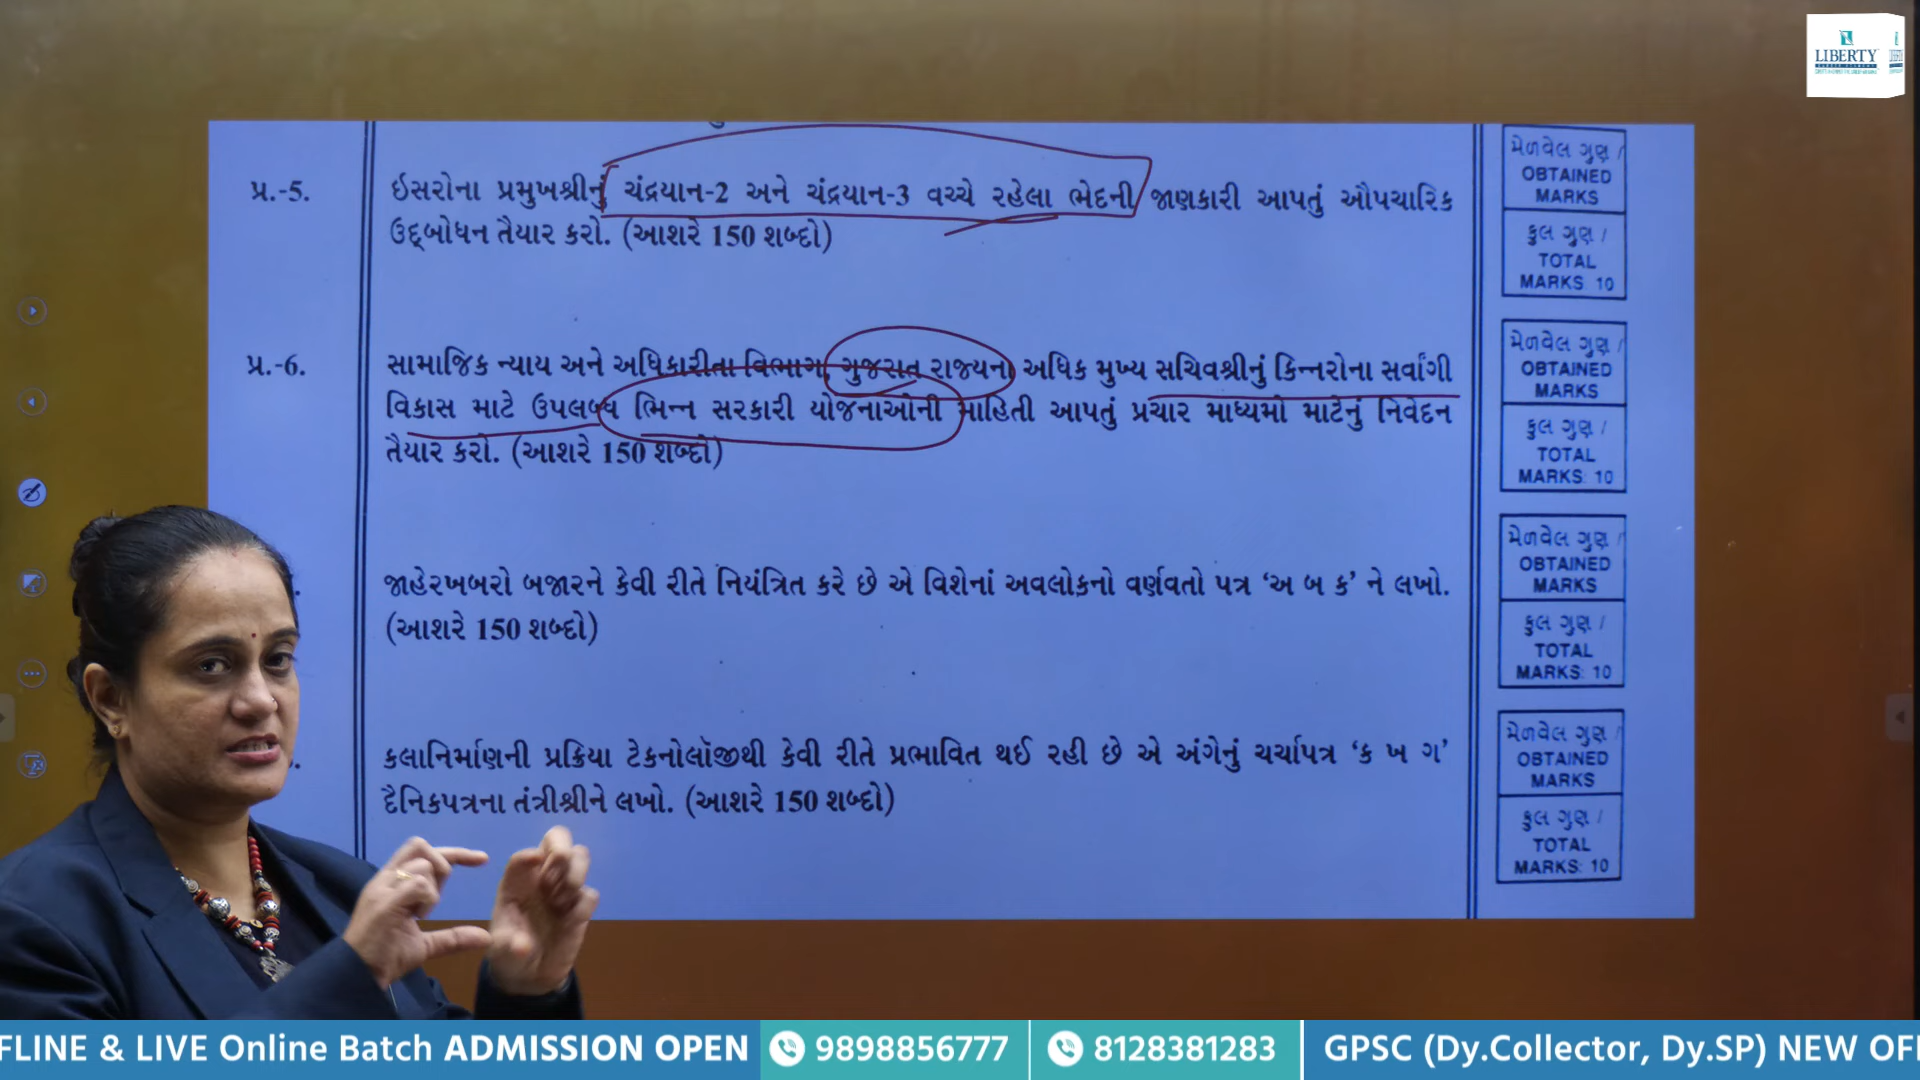 LIBERTY
પ્ર.-5.
ઇસરોના પ્રમુખશ્રીનું ચંદ્રયાન-2 અને ચંદ્રયાન-3 વચ્ચે રહેલા ભેદની જાણકારી આપતું ઔપચારિક
ઉદ્બોધન તૈયાર કરો. (આશરે 150 શબ્દો)
મેળવેલ ગુણ /
OBTAINED
MARKS
કુલ ગુણ /
TOTAL
MARKS 10
પ્ર.-6.
સામાજિક ન્યાય અને અધિકારીતા વિભાગ, ગુજરાત રાજ્યના અધિક મુખ્ય સચિવશ્રીનું કિન્નરોના સર્વાંગી
વિકાસ માટે ઉપલબ્ધ ભિન્ન સરકારી યોજનાઓની માહિતી આપતું પ્રચાર માધ્યમો માટેનું નિવેદન
તૈયાર કરો. (આશરે 150 શબ્દો)
મેળવેલ ગુણ /
OBTAINED
MARKS
કુલ ગુણ /
TOTAL
MARKS: 10
જાહેરખબરો બજારને કેવી રીતે નિયંત્રિત કરે છે એ વિશેનાં અવલોકનો વર્ણવતો પત્ર ‘અ બ ક’ ને લખો.
(આશરે 150 શબ્દો)
મેળવેલ ગુણ /
OBTAINED
MARKS
કુલ ગુણ /
TOTAL
MARKS: 10
કલાનિર્માણની પ્રક્રિયા ટેકનોલૉજીથી કેવી રીતે પ્રભાવિત થઈ રહી છે એ અંગેનું ચર્ચાપત્ર ‘ક ખ ગ’
દૈનિકપત્રના તંત્રીશ્રીને લખો. (આશરે 150 શબ્દો)
મેળવેલ ગુણ /
OBTAINED
MARKS
કુલ ગુણ /
TOTAL
MARKS: 10
FLINE & LIVE Online Batch ADMISSION OPEN 9898856777 8128381283 GPSC (Dy.Collector, Dy.SP) NEW OF